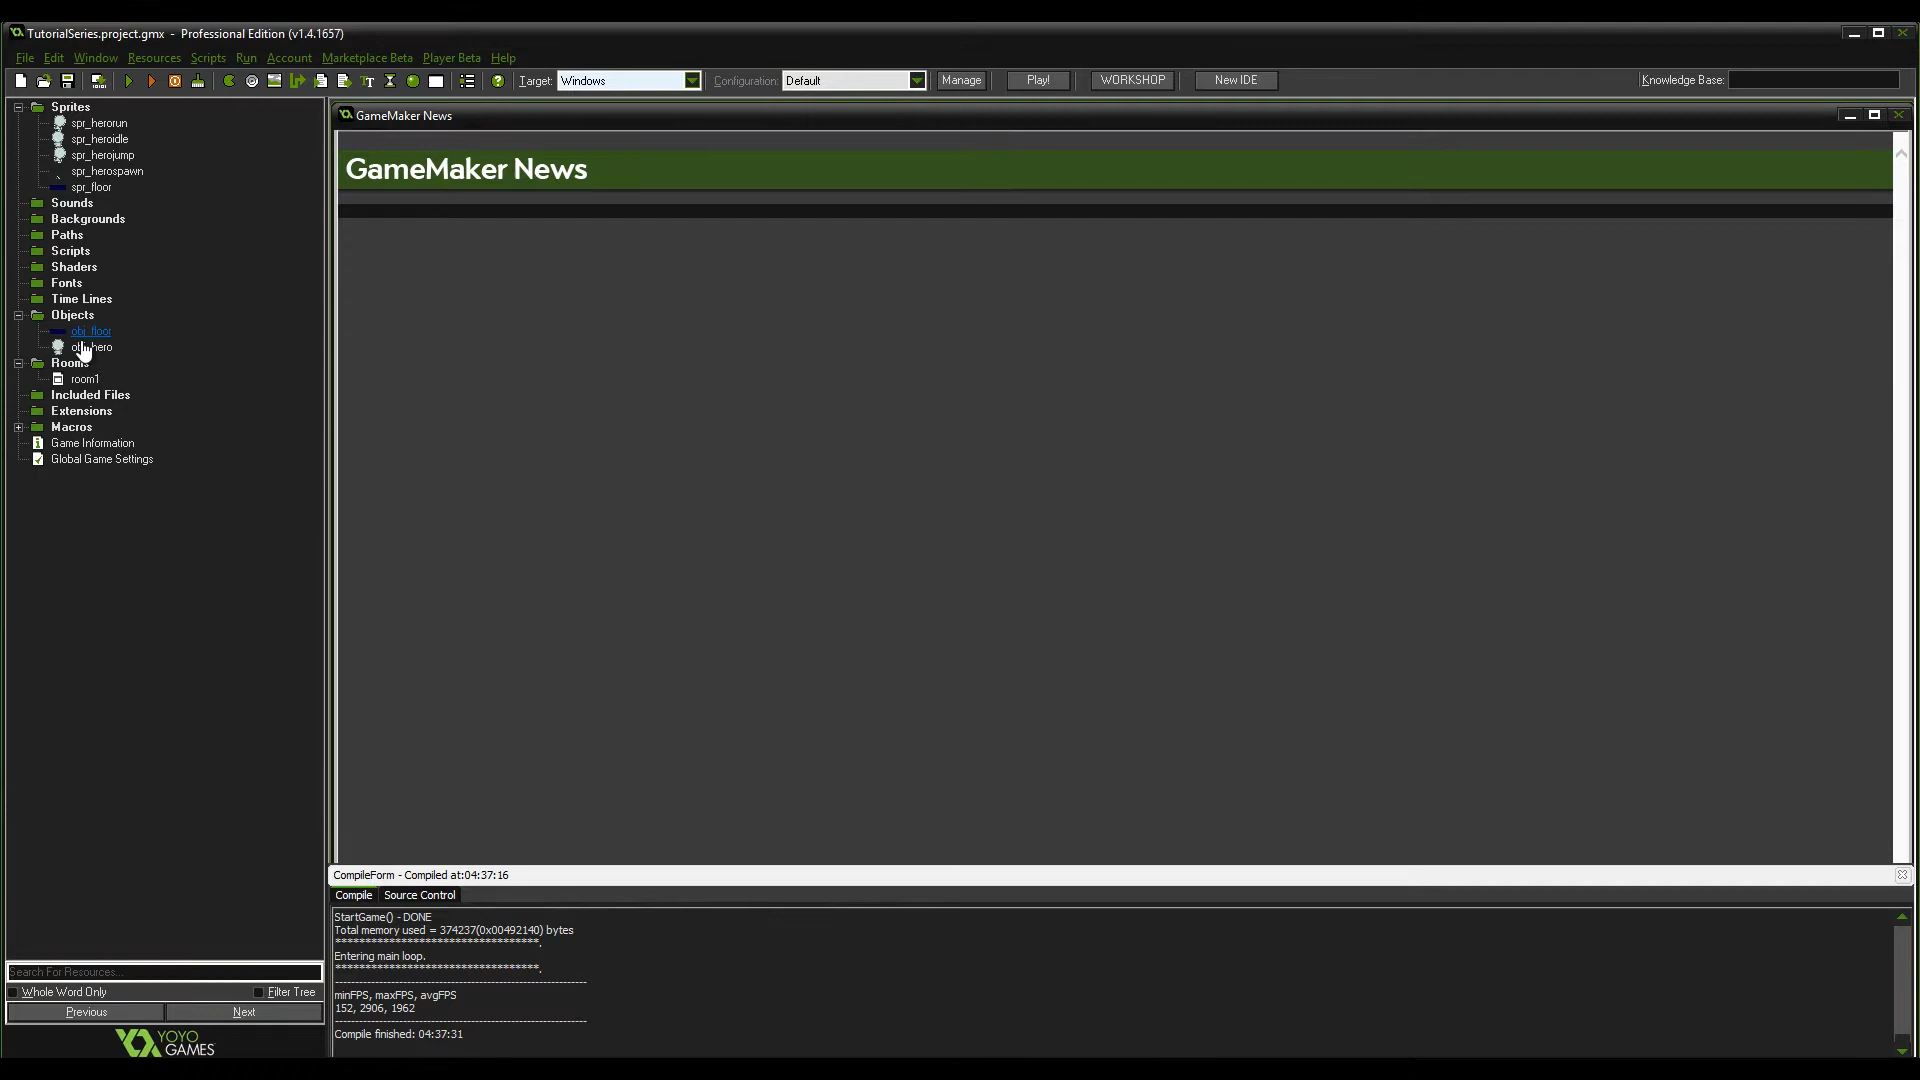 TutorialSeries.project.gmx - Professional Edition (v1.4.1657)
File Edit Window Resources Scripts Run Account Marketplace Beta Player Beta Help
Target: Windows Configuration: Default Manage Play! WORKSHOP New IDE Knowledge Base:
Sprites
spr_herorun
spr_heroidle
spr_herojump
spr_herospawn
spr_floor
Sounds
Backgrounds
Paths
Scripts
Shaders
Fonts
Time Lines
Objects
obj_floor
obj_hero
Rooms
room1
Included Files
Extensions
Macros
Game Information
Global Game Settings
Search For Resources...
Whole Word Only Filter Tree
Previous Next
YOYO
GAMES
GameMaker News
GameMaker News
CompileForm - Compiled at:04:37:16
Compile Source Control
StartGame() - DONE
Total memory used = 374237(0x00492140) bytes
***********************************.
Entering main loop.
***********************************.
---------------------------------------------------------------
minFPS, maxFPS, avgFPS
152, 2906, 1962
---------------------------------------------------------------
Compile finished: 04:37:31